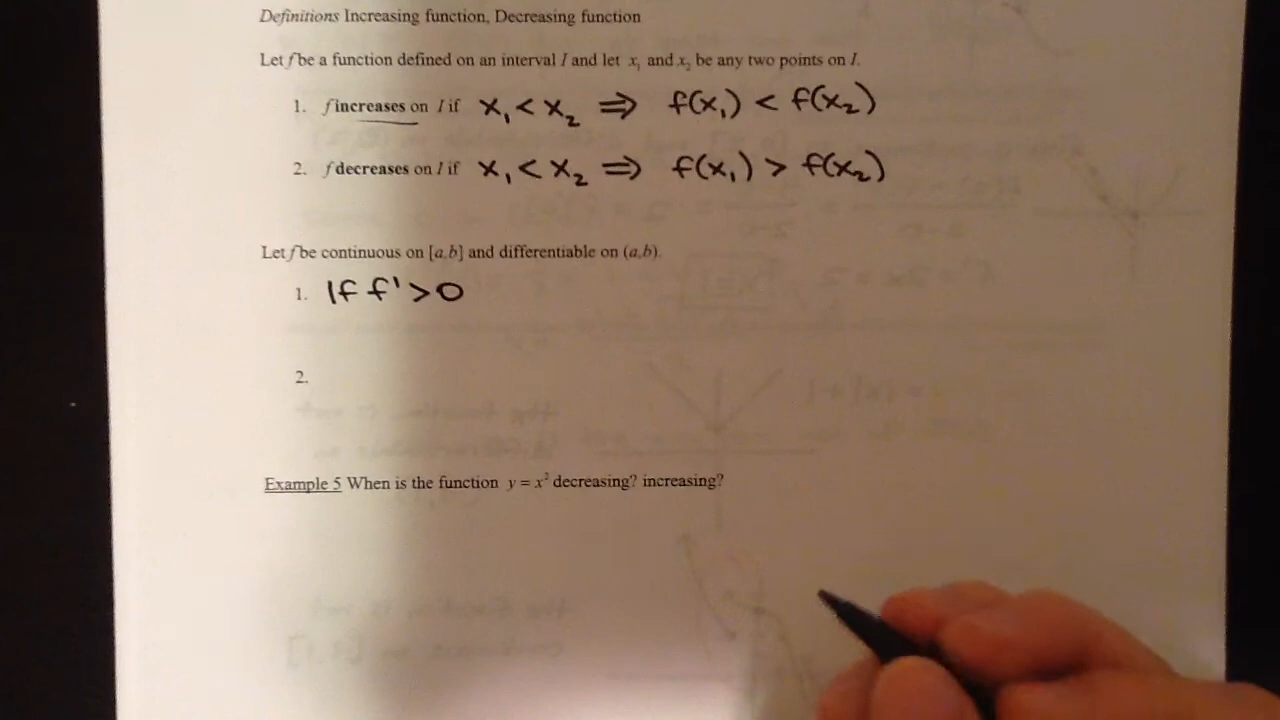 Definitions Increasing function, Decreasing function
Let f be a function defined on an interval I and let x₁ and x₂ be any two points on I.
1. f increases on I if x₁ < x₂ ⇒ f(x₁) < f(x₂)
2. f decreases on I if x₁ < x₂ ⇒ f(x₁) > f(x₂)
Let f be continuous on [a,b] and differentiable on (a,b).
1. If f' > 0
2.
Example 5 When is the function y = x² decreasing? increasing?